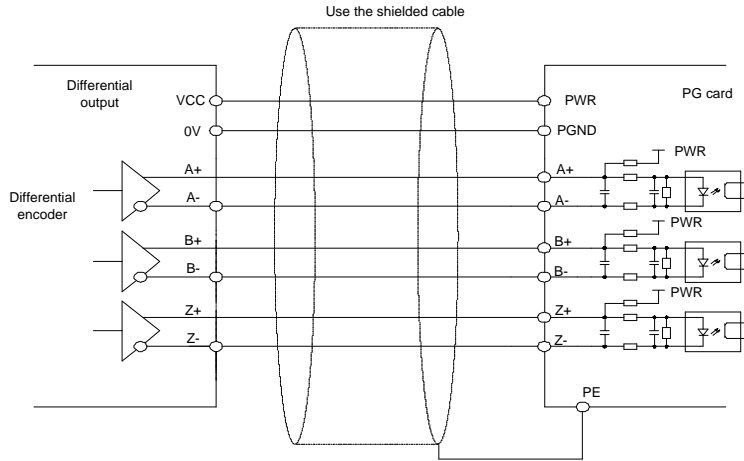 Use the shielded cable
Differential
output
VCC
PWR
PG card
0V
PGND
PWR
A+
A+
Differential
encoder
A-
A-
PWR
B+
B+
B-
B-
PWR
Z+
Z+
Z-
Z-
PE